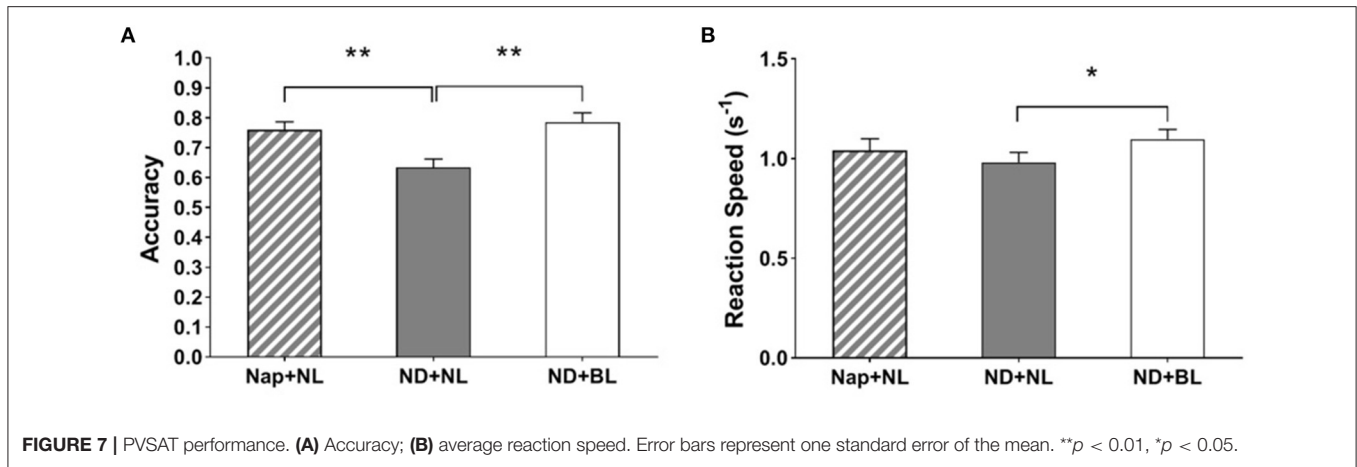 A
Accuracy
1.0
0.9
0.8
0.7
0.6
0.5
0.4
0.3
0.2
0.1
0.0
**
**
Nap+NL ND+NL ND+BL
B
Reaction Speed (s⁻¹)
1.5
1.0
0.5
0.0
*
Nap+NL ND+NL ND+BL
FIGURE 7 | PVSAT performance. (A) Accuracy; (B) average reaction speed. Error bars represent one standard error of the mean. **p < 0.01, *p < 0.05.